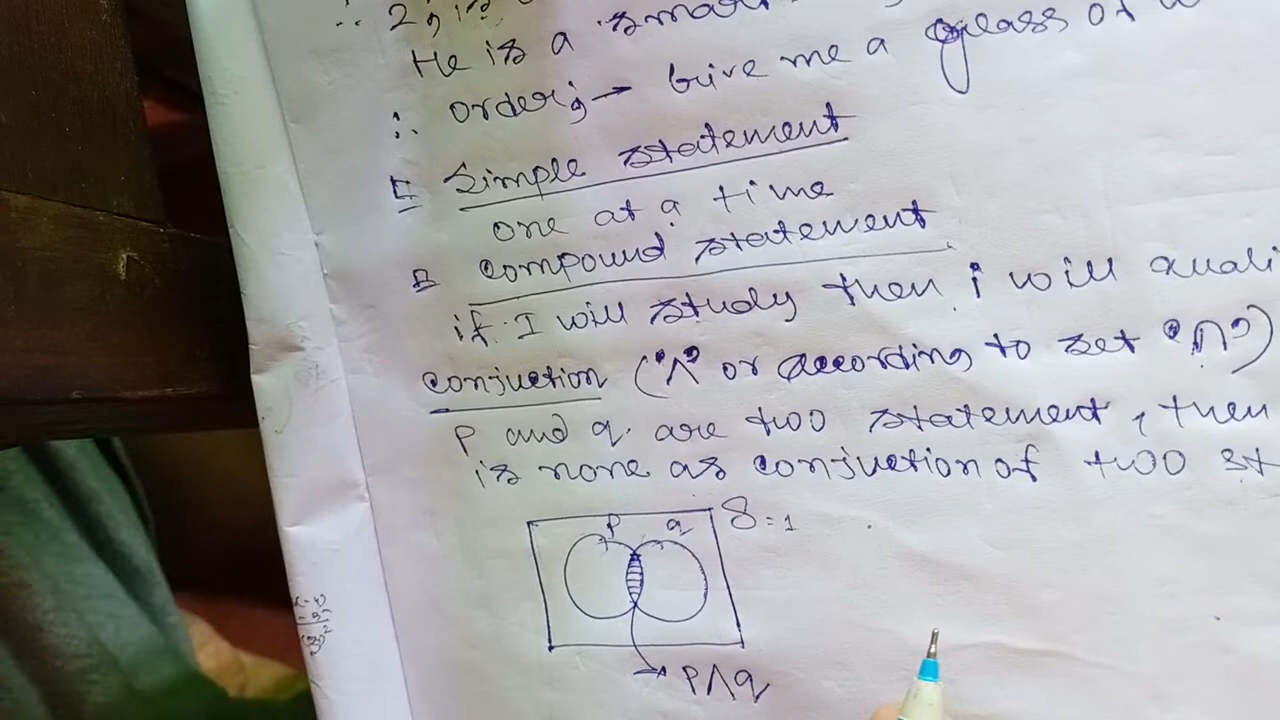 He is a smart
∴ order;→ Give me a glass of
Simple statement
one at a time
compound statement
if I will study then i will quali
conjuction ("∧" or according to set "∩")
P and q are two statement, then
is none as conjuction of two st
P q S=1
P∧q